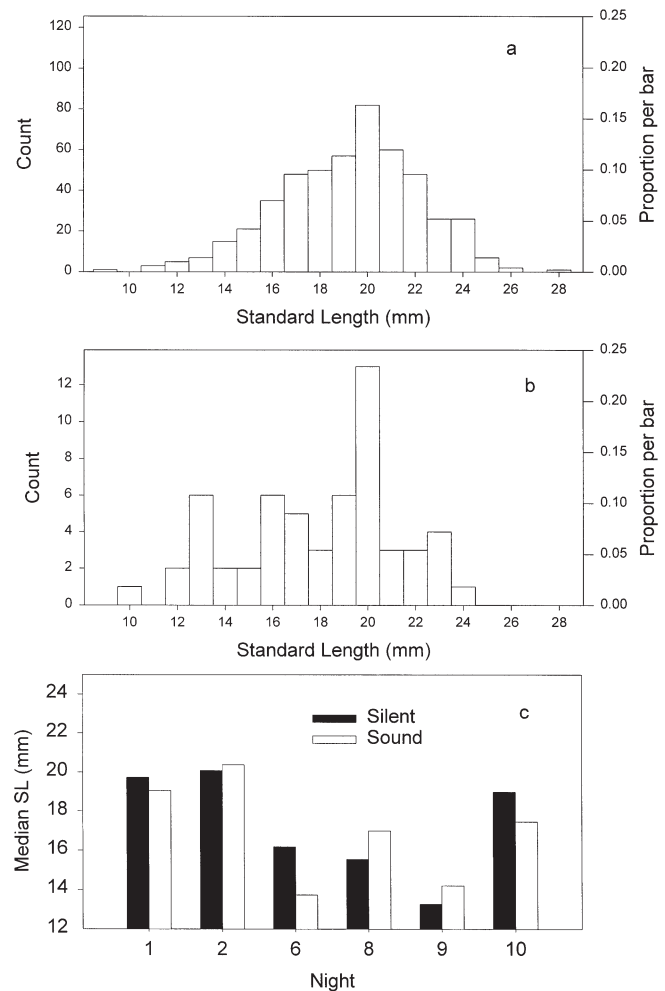 a
120
100
80
60
40
20
0
Count
0.25
0.20
0.15
0.10
0.05
0.00
Proportion per bar
10 12 14 16 18 20 22 24 26 28
Standard Length (mm)
b
12
10
8
6
4
2
0
Count
0.25
0.20
0.15
0.10
0.05
0.00
Proportion per bar
10 12 14 16 18 20 22 24 26 28
Standard Length (mm)
c
Silent
Sound
24
22
20
18
16
14
12
Median SL (mm)
1 2 6 8 9 10
Night